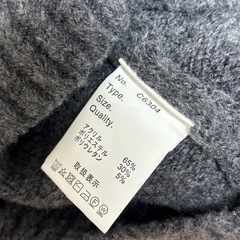 No. C6304
Type.
Size.
Quality.
アクリル 65%
ポリエステル 30%
ポリウレタン 5%
取扱表示